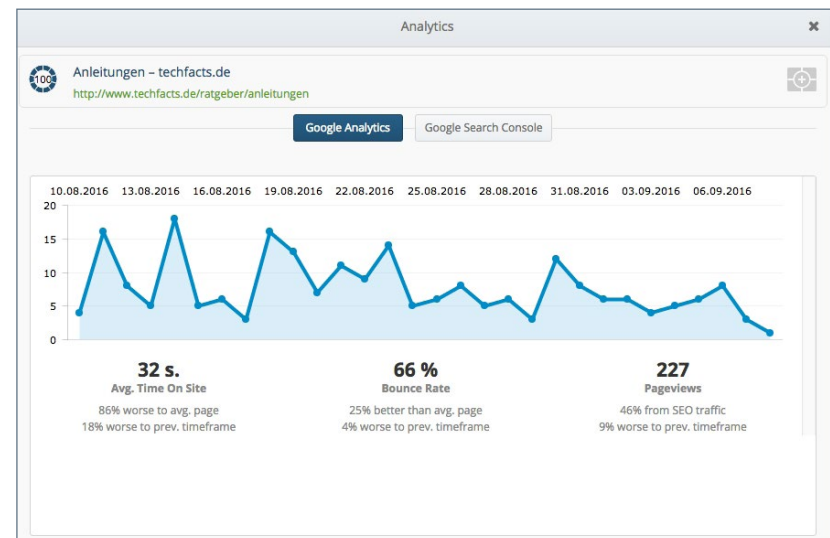 Analytics
100
Anleitungen – techfacts.de
http://www.techfacts.de/ratgeber/anleitungen
Google Analytics
Google Search Console
10.08.2016 13.08.2016 16.08.2016 19.08.2016 22.08.2016 25.08.2016 28.08.2016 31.08.2016 03.09.2016 06.09.2016
20
15
10
5
0
32 s.
Avg. Time On Site
86% worse to avg. page
18% worse to prev. timeframe
66 %
Bounce Rate
25% better than avg. page
4% worse to prev. timeframe
227
Pageviews
46% from SEO traffic
9% worse to prev. timeframe